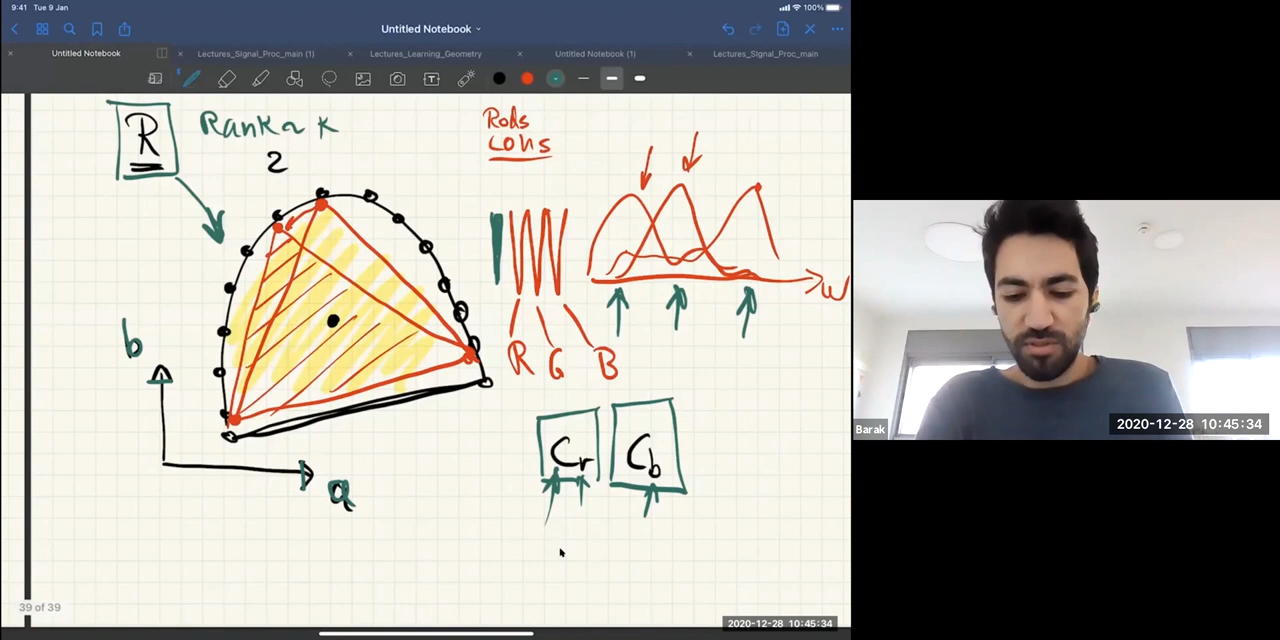 9:41 Tue 9 Jan
100%
Untitled Notebook
Untitled Notebook
Lectures_Signal_Proc_main (1)
Lectures_Learning_Geometry
Untitled Notebook (1)
Lectures_Signal_Proc_main
R
Rank ~ k
2
Rods
cons
w
R G B
b
a
Cr
Cb
39 of 39
2020-12-28 10:45:34
Barak
2020-12-28 10:45:34